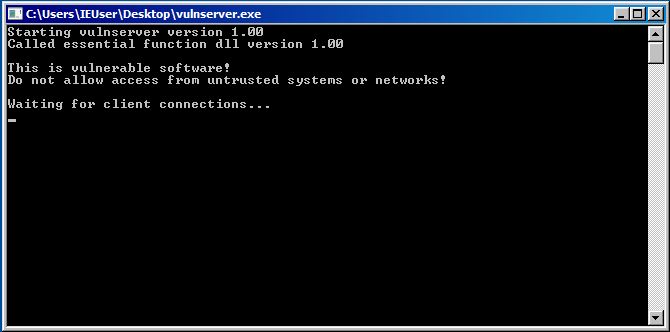 C:\Users\IEUser\Desktop\vulnserver.exe
Starting vulnserver version 1.00
Called essential function dll version 1.00
This is vulnerable software!
Do not allow access from untrusted systems or networks!
Waiting for client connections...